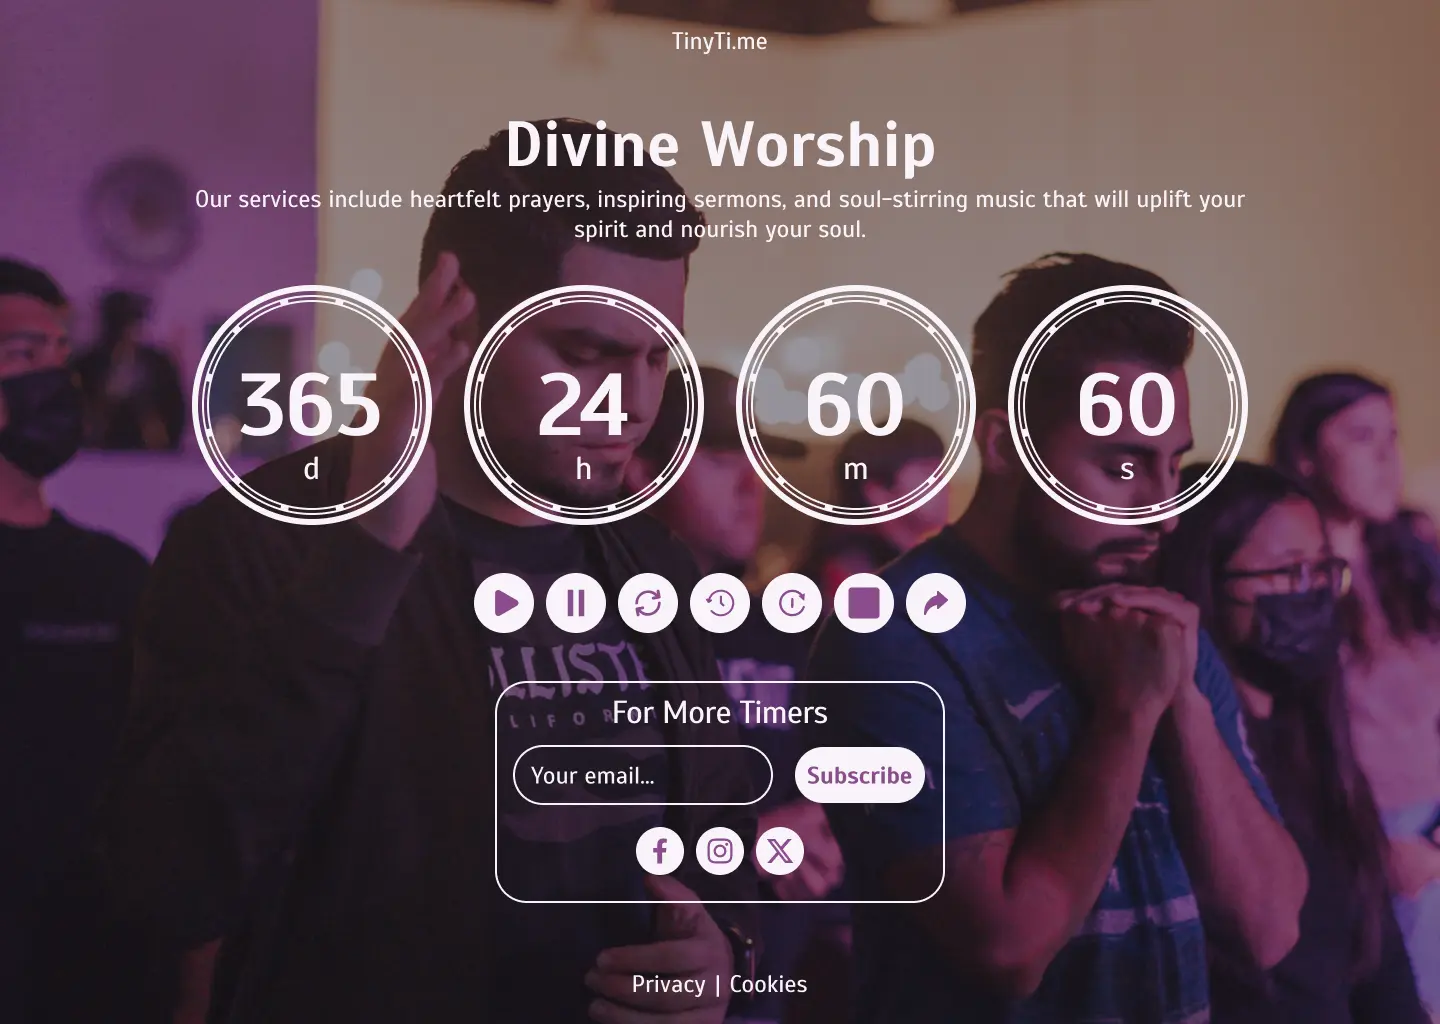 TinyTi.me
Divine Worship
Our services include heartfelt prayers, inspiring sermons, and soul-stirring music that will uplift your
spirit and nourish your soul.
365 24 60 60
d h m s
For More Timers
Your email... Subscribe
Privacy | Cookies